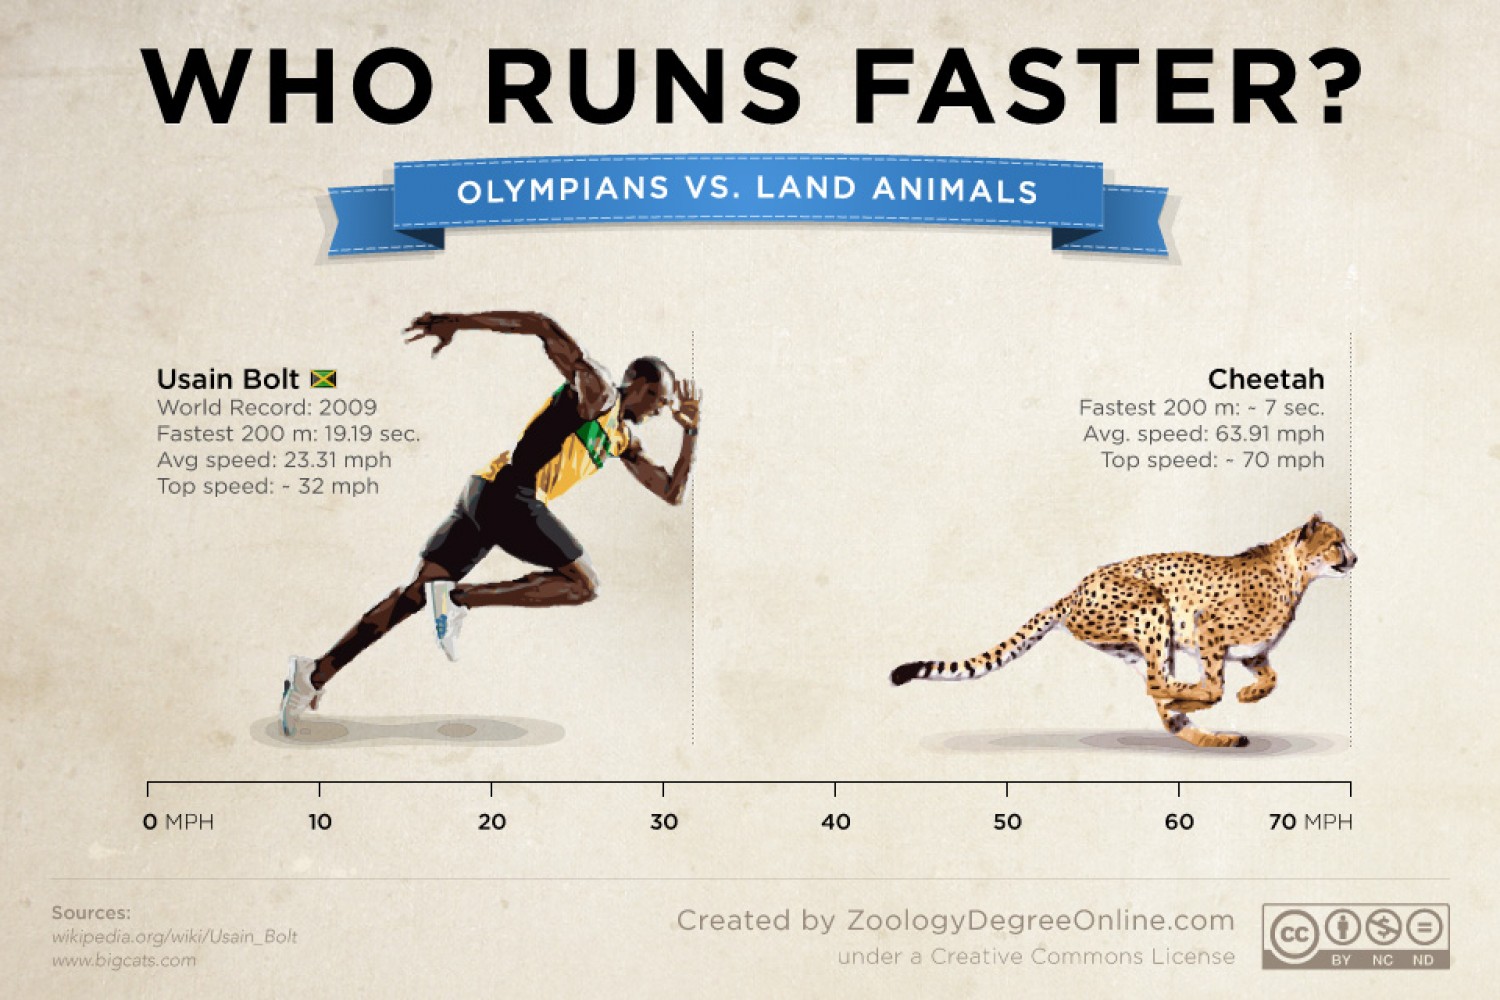 WHO RUNS FASTER?
OLYMPIANS VS. LAND ANIMALS
Usain Bolt
World Record: 2009
Fastest 200 m: 19.19 sec.
Avg speed: 23.31 mph
Top speed: ~ 32 mph
Cheetah
Fastest 200 m: ~ 7 sec.
Avg. speed: 63.91 mph
Top speed: ~ 70 mph
0 MPH 10 20 30 40 50 60 70 MPH
Sources:
wikipedia.org/wiki/Usain_Bolt
www.bigcats.com
Created by ZoologyDegreeOnline.com
under a Creative Commons License
cc
BY NC ND